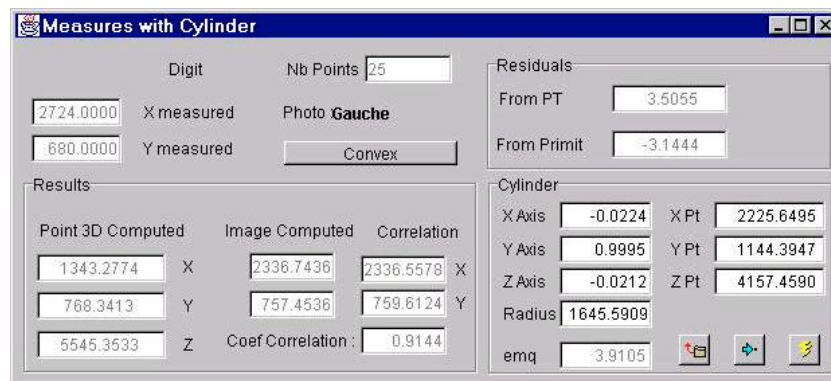 Measures with Cylinder
Digit
Nb Points 25
2724.0000 X measured
Photo :Gauche
680.0000 Y measured
Convex
Residuals
From PT 3.5055
From Primit -3.1444
Results
Point 3D Computed Image Computed Correlation
1343.2774 X 2336.7436 2336.5578 X
768.3413 Y 757.4536 759.6124 Y
5545.3533 Z Coef Correlation : 0.9144
Cylinder
X Axis -0.0224 X Pt 2225.6495
Y Axis 0.9995 Y Pt 1144.3947
Z Axis -0.0212 Z Pt 4157.4590
Radius 1645.5909
emq 3.9105